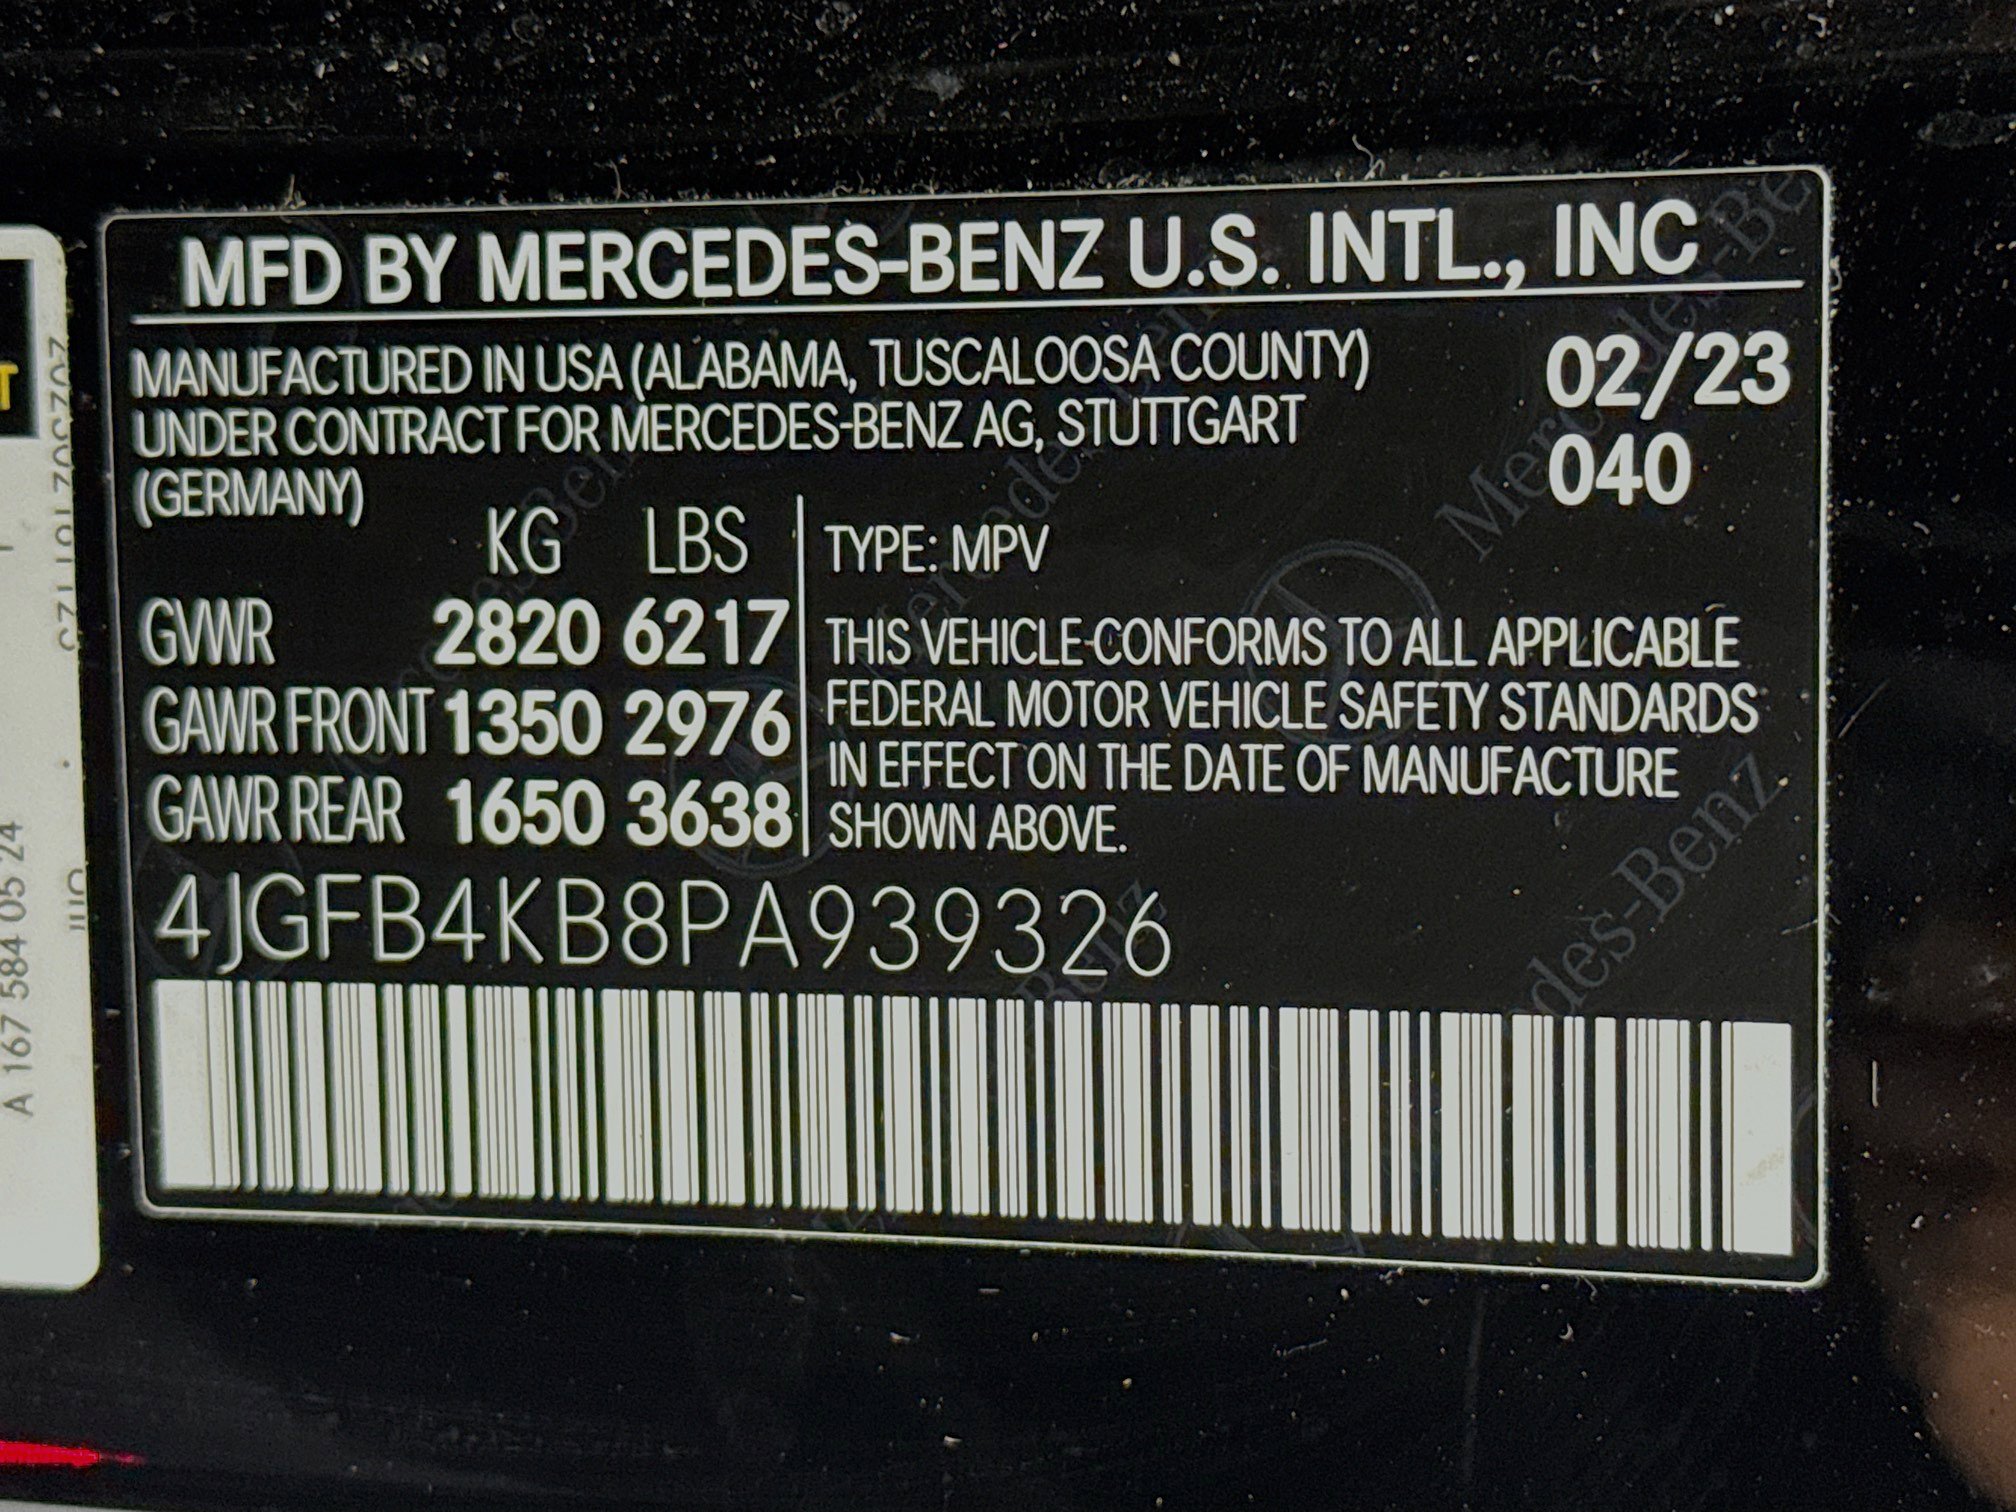 MFD BY MERCEDES-BENZ U.S. INTL., INC
MANUFACTURED IN USA (ALABAMA, TUSCALOOSA COUNTY)
UNDER CONTRACT FOR MERCEDES-BENZ AG, STUTTGART
(GERMANY)
02/23
040
KG LBS
GVWR 2820 6217
GAWR FRONT 1350 2976
GAWR REAR 1650 3638
TYPE: MPV
THIS VEHICLE CONFORMS TO ALL APPLICABLE
FEDERAL MOTOR VEHICLE SAFETY STANDARDS
IN EFFECT ON THE DATE OF MANUFACTURE
SHOWN ABOVE.
4JGFB4KB8PA939326
A 167 584 05 24